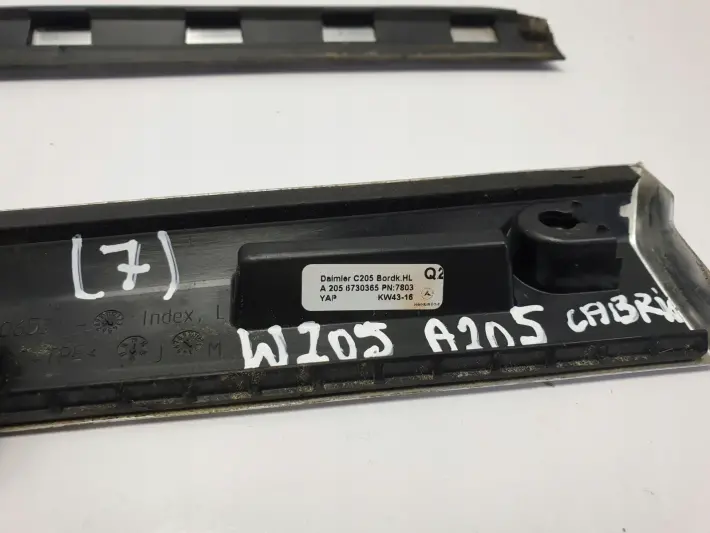 (7)
Daimler C205 Bordk.HL Q2
A 205 6730365 PN:7803
YAP KW43-16
Index, L
J M
W205 A205 CABRIO